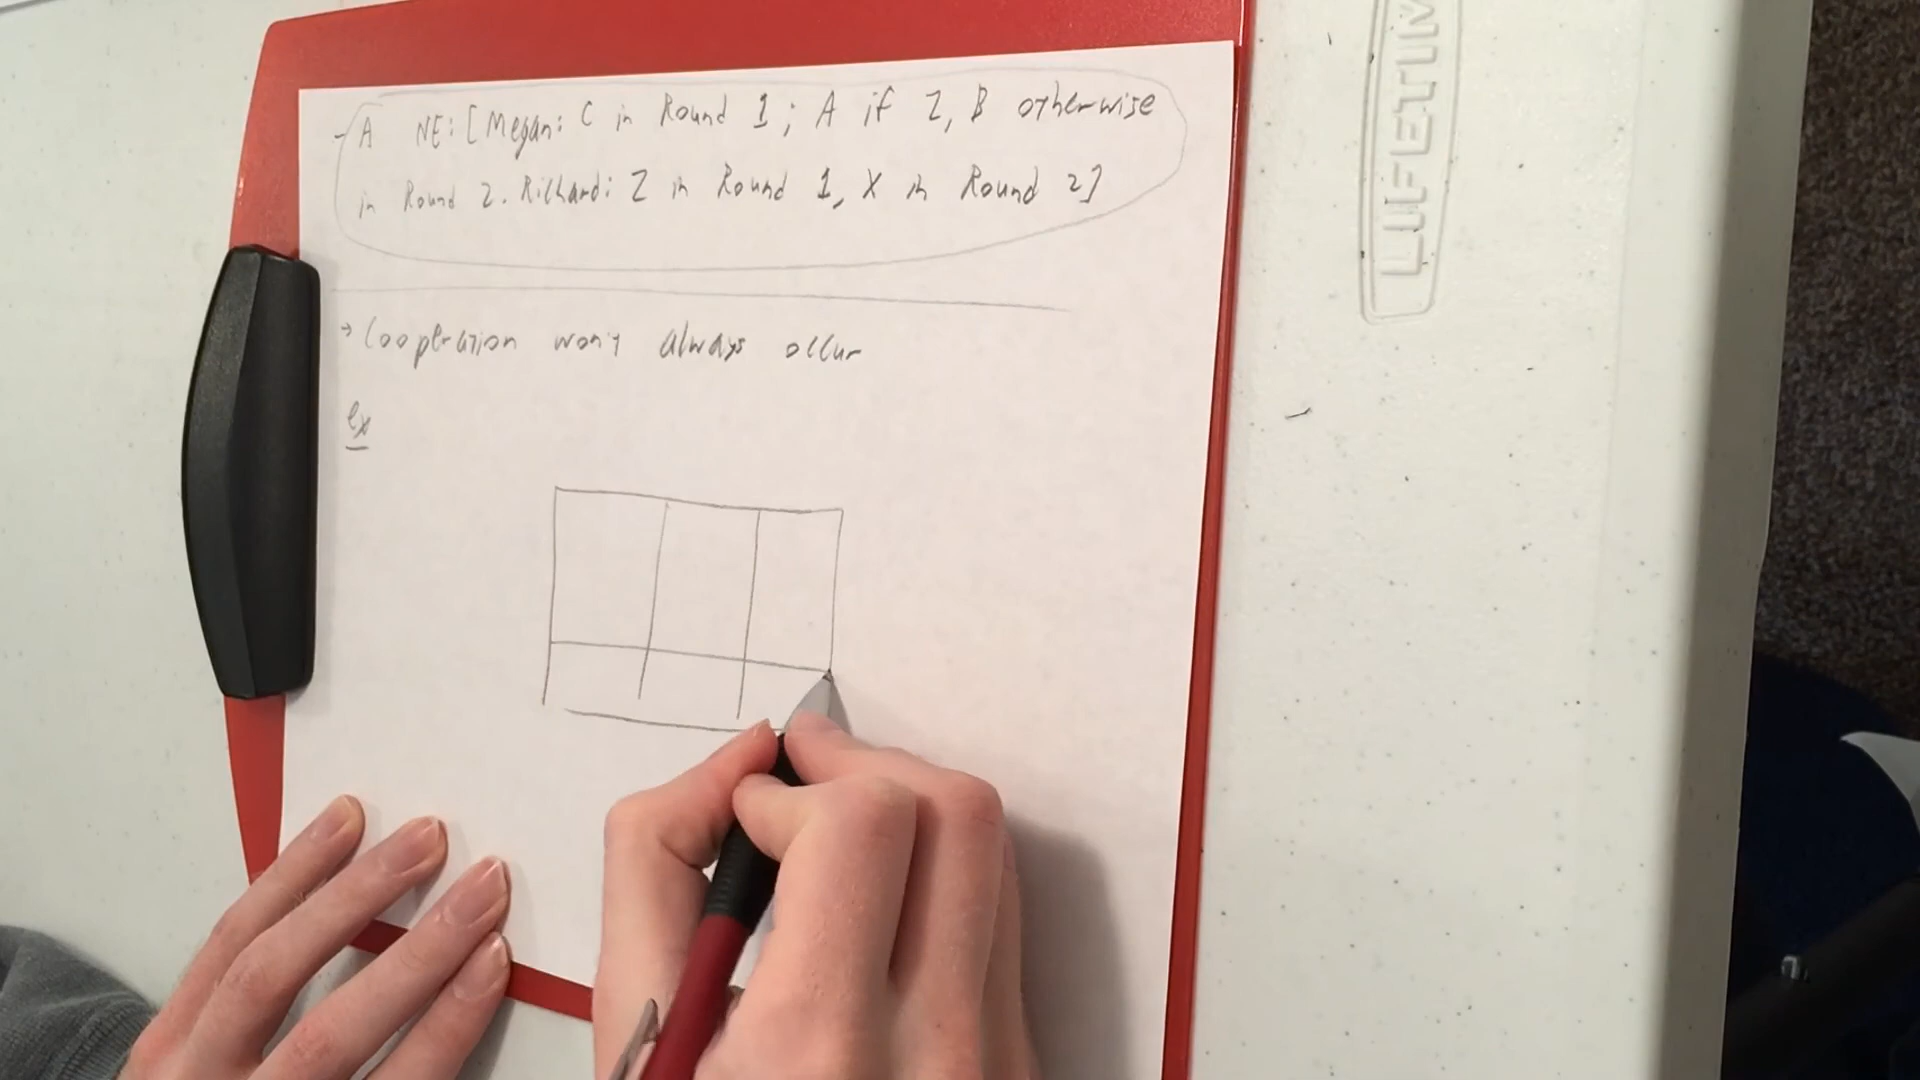 - A NE: [Megan: C in Round 1; A if Z, B otherwise
in Round 2. Richard: Z in Round 1, X in Round 2]
→ Cooperation won't always occur
ex
LIFETIM